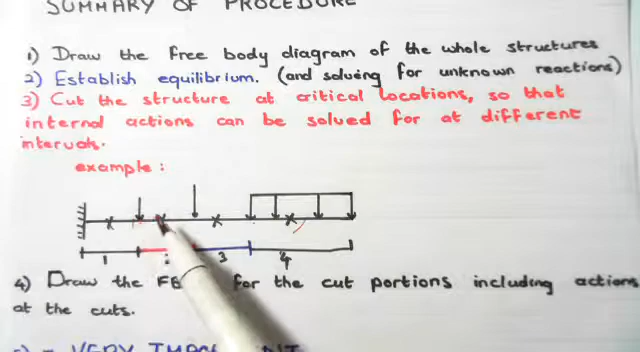 SUMMARY OF PROCEDURE
1) Draw the free body diagram of the whole structures
2) Establish equilibrium. (and solving for unknown reactions)
3) Cut the structure at critical locations, so that
internal actions can be solved for at different
intervals.
example :
1 3 4
4) Draw the for the cut portions including actions
at the cuts.
VERY